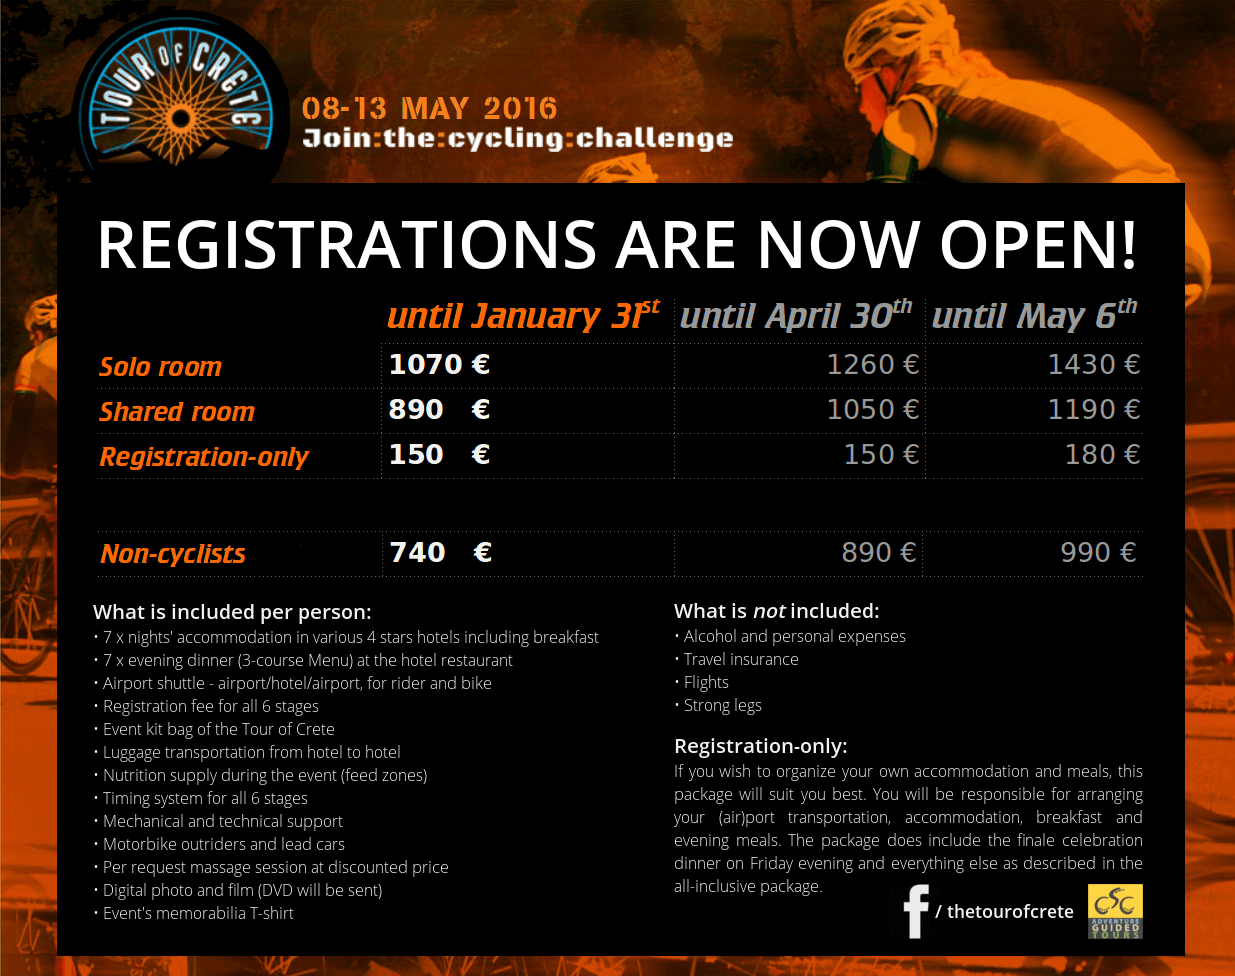 TOUR OF CRETE
08-13 MAY 2016
Join:the:cycling:challenge
REGISTRATIONS ARE NOW OPEN!
until January 31st until April 30th until May 6th
Solo room 1070 € 1260 € 1430 €
Shared room 890 € 1050 € 1190 €
Registration-only 150 € 150 € 180 €
Non-cyclists 740 € 890 € 990 €
What is included per person:
• 7 x nights' accommodation in various 4 stars hotels including breakfast
• 7 x evening dinner (3-course Menu) at the hotel restaurant
• Airport shuttle - airport/hotel/airport, for rider and bike
• Registration fee for all 6 stages
• Event kit bag of the Tour of Crete
• Luggage transportation from hotel to hotel
• Nutrition supply during the event (feed zones)
• Timing system for all 6 stages
• Mechanical and technical support
• Motorbike outriders and lead cars
• Per request massage session at discounted price
• Digital photo and film (DVD will be sent)
• Event's memorabilia T-shirt
What is not included:
• Alcohol and personal expenses
• Travel insurance
• Flights
• Strong legs
Registration-only:
If you wish to organize your own accommodation and meals, this
package will suit you best. You will be responsible for arranging
your (air)port transportation, accommodation, breakfast and
evening meals. The package does include the finale celebration
dinner on Friday evening and everything else as described in the
all-inclusive package.
f / thetourofcrete
CSC
ADVENTURE
GUIDED
TOURS